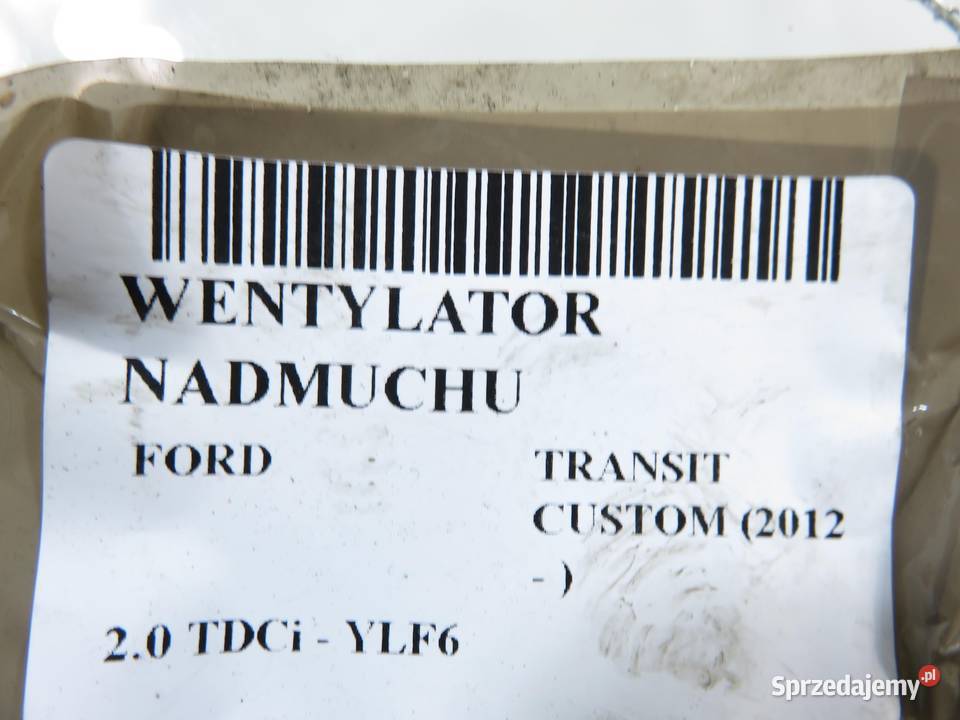 WENTYLATOR
NADMUCHU
FORD
TRANSIT
CUSTOM (2012
- )
2.0 TDCi - YLF6
Sprzedajemy.pl